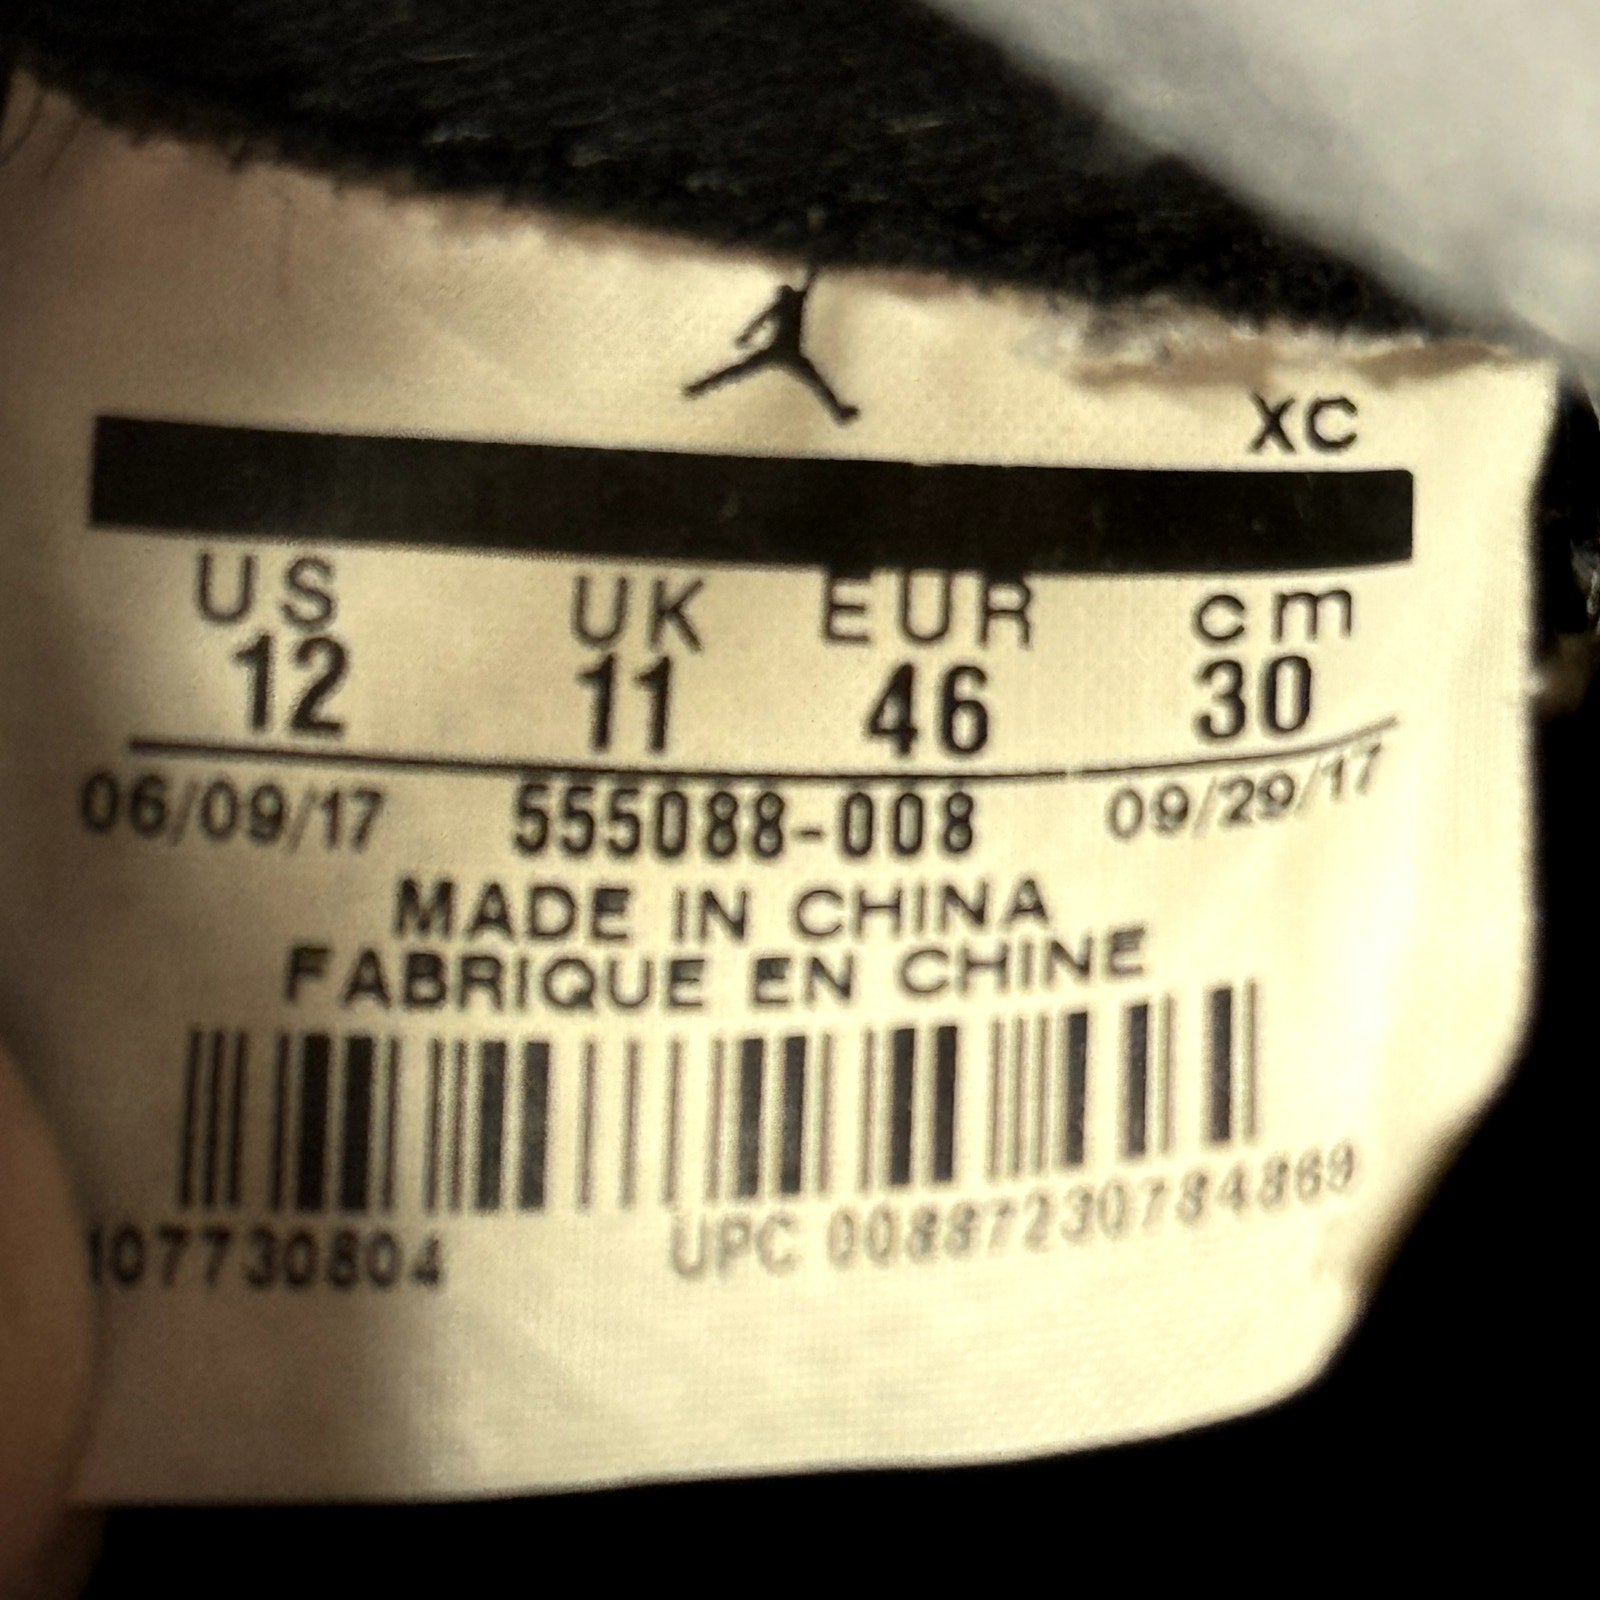 XC
US UK EUR cm
12 11 46 30
06/09/17 555088-008 09/29/17
MADE IN CHINA
FABRIQUE EN CHINE
107730804 UPC 00887230784869